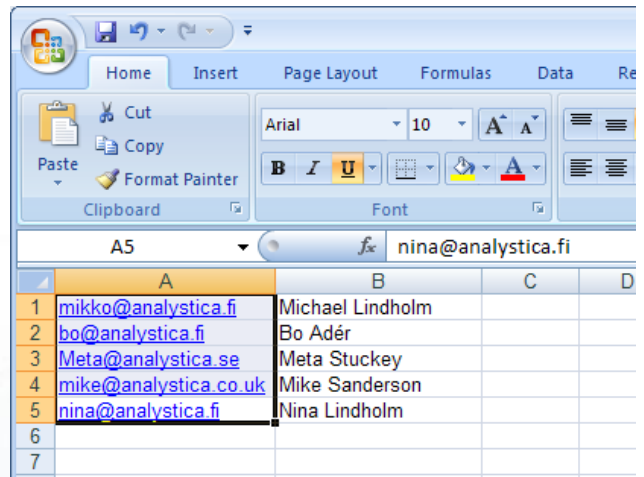 Home Insert Page Layout Formulas Data Re
Cut
Copy
Format Painter
Paste
Arial 10 A A
B I U A
Clipboard Font
A5 fx nina@analystica.fi
A B C D
1 mikko@analystica.fi Michael Lindholm
2 bo@analystica.fi Bo Adér
3 Meta@analystica.se Meta Stuckey
4 mike@analystica.co.uk Mike Sanderson
5 nina@analystica.fi Nina Lindholm
6
7